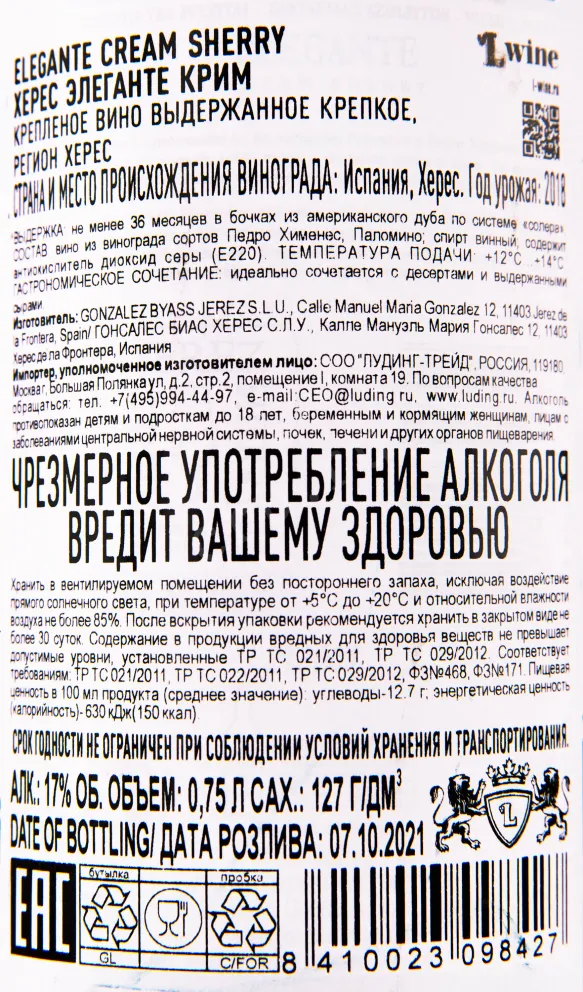 ELEGANTE CREAM SHERRY
ХЕРЕС ЭЛЕГАНТЕ КРИМ
КРЕПЛЕНОЕ ВИНО ВЫДЕРЖАННОЕ КРЕПКОЕ,
РЕГИОН ХЕРЕС
L wine
l-wine.ru
СТРАНА И МЕСТО ПРОИСХОЖДЕНИЯ ВИНОГРАДА: Испания, Херес. Год урожая: 2018
ВЫДЕРЖКА: не менее 36 месяцев в бочках из американского дуба по системе «солера»
СОСТАВ вино из винограда сортов Педро Хименес, Паломино; спирт винный, содержит
антиокислитель диоксид серы (Е220). ТЕМПЕРАТУРА ПОДАЧИ: +12°С...+14°С
ГАСТРОНОМИЧЕСКОЕ СОЧЕТАНИЕ: идеально сочетается с десертами и выдержанными
сырами.
Изготовитель: GONZALEZ BYASS JEREZ S.L.U., Calle Manuel Maria Gonzalez 12, 11403 Jerez de
la Frontera, Spain/ ГОНСАЛЕС БИАС ХЕРЕС С.Л.У., Калле Мануэль Мария Гонсалес 12, 11403
Херес де ла Фронтера, Испания
Импортер, уполномоченное изготовителем лицо: ООО "ЛУДИНГ-ТРЕЙД", РОССИЯ, 119180,
Москва г, Большая Полянка ул, д.2, стр.2, помещение I, комната 19. По вопросам качества
обращаться: тел. +7(495)994-44-97, e-mail:CEO@luding.ru, www.luding.ru. Алкоголь
противопоказан детям и подросткам до 18 лет, беременным и кормящим женщинам, лицам с
заболеваниями центральной нервной системы, почек, печени и других органов пищеварения.
ЧРЕЗМЕРНОЕ УПОТРЕБЛЕНИЕ АЛКОГОЛЯ
ВРЕДИТ ВАШЕМУ ЗДОРОВЬЮ
Хранить в вентилируемом помещении без постороннего запаха, исключая воздействие
прямого солнечного света, при температуре от +5°С до +20°С и относительной влажности
воздуха не более 85%. После вскрытия упаковки рекомендуется хранить в закрытом виде не
более 30 суток. Содержание в продукции вредных для здоровья веществ не превышает
допустимые уровни, установленные ТР ТС 021/2011, ТР ТС 029/2012. Соответствует
требованиям: ТР ТС 021/2011, ТР ТС 022/2011, ТР ТС 029/2012, ФЗ№468, ФЗ№171. Пищевая
ценность в 100 мл продукта (среднее значение): углеводы-12.7 г; энергетическая ценность
(калорийность)- 630 кДж(150 ккал).
СРОК ГОДНОСТИ НЕ ОГРАНИЧЕН ПРИ СОБЛЮДЕНИИ УСЛОВИЙ ХРАНЕНИЯ И ТРАНСПОРТИРОВАНИЯ.
АЛК.: 17% ОБ. ОБЪЕМ: 0,75 Л САХ.: 127 Г/ДМ³
DATE OF BOTTLING/ ДАТА РОЗЛИВА: 07.10.2021
L
EAC
бутылка
пробка
GL
C/FOR
8 410023 098427